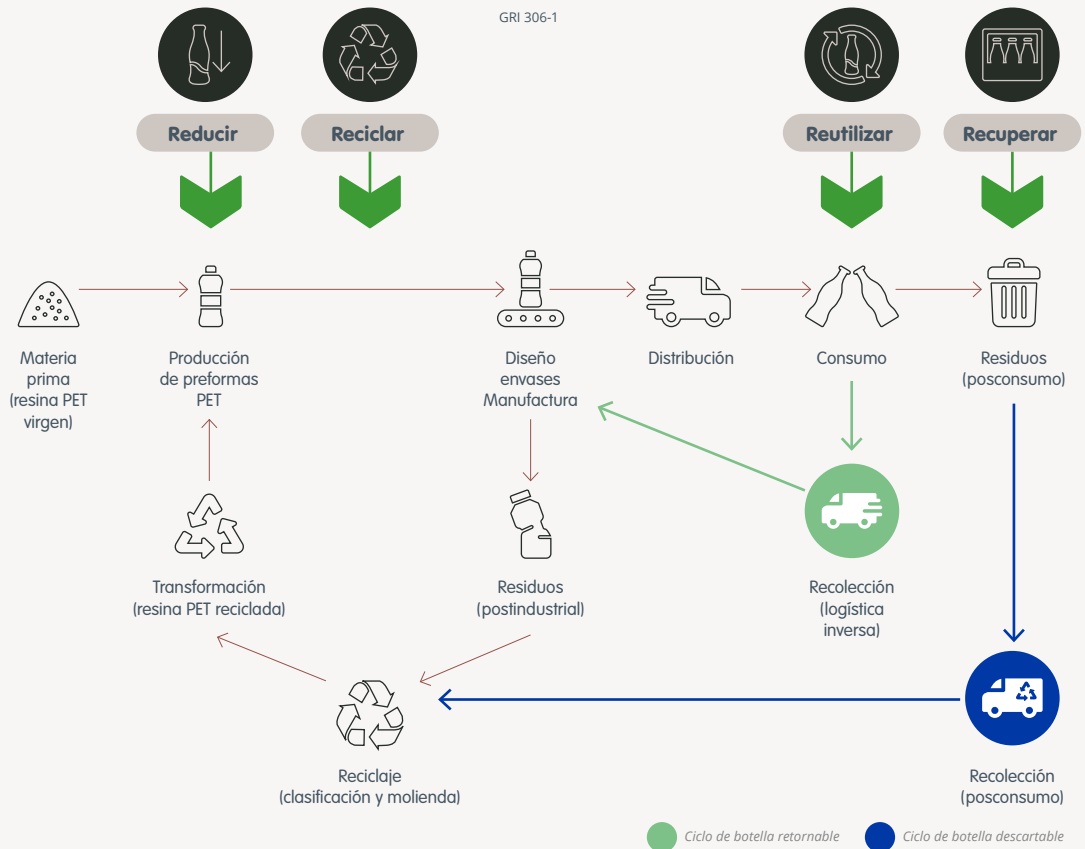 GRI 306-1
Reducir
Reciclar
Reutilizar
Recuperar
Materia
prima
(resina PET
virgen)
Producción
de preformas
PET
Diseño
envases
Manufactura
Distribución
Consumo
Residuos
(posconsumo)
Transformación
(resina PET reciclada)
Residuos
(postindustrial)
Recolección
(logística
inversa)
Reciclaje
(clasificación y molienda)
Recolección
(posconsumo)
Ciclo de botella retornable
Ciclo de botella descartable